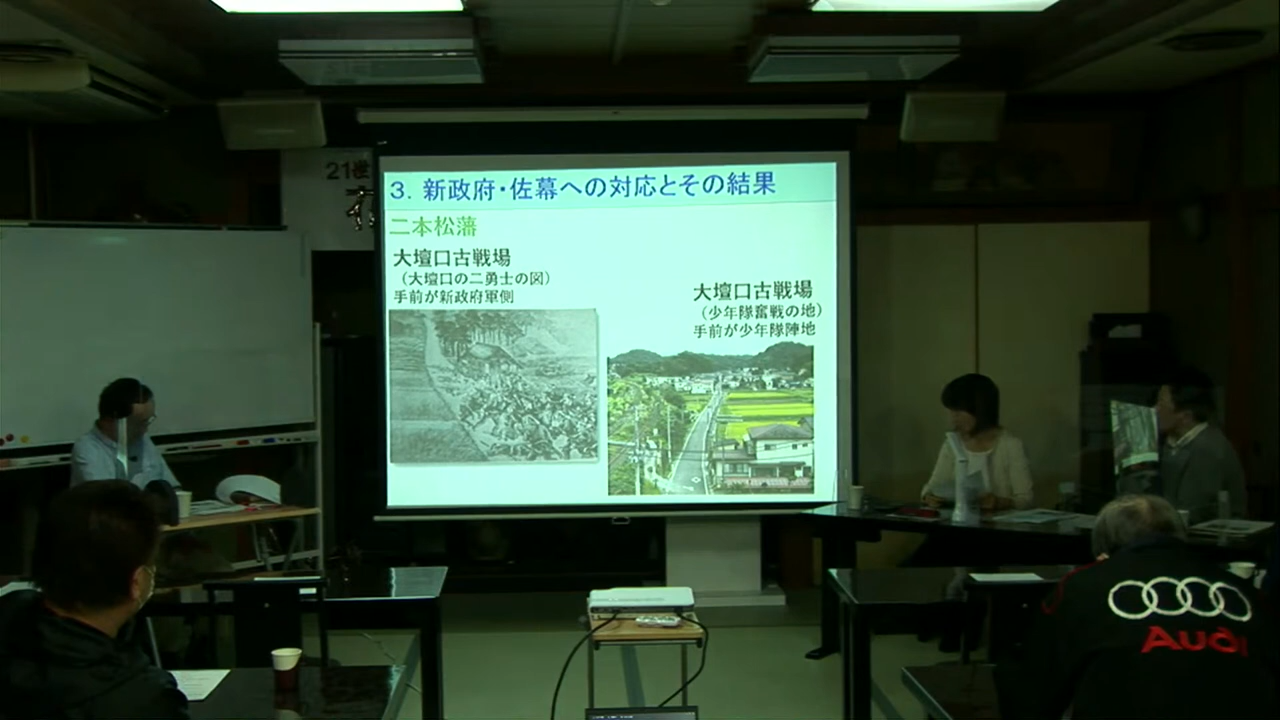 21世
3. 新政府・佐幕への対応とその結果
二本松藩
大壇口古戦場
（大壇口の二勇士の図）
手前が新政府軍側
大壇口古戦場
（少年隊奮戦の地）
手前が少年隊陣地
Audi